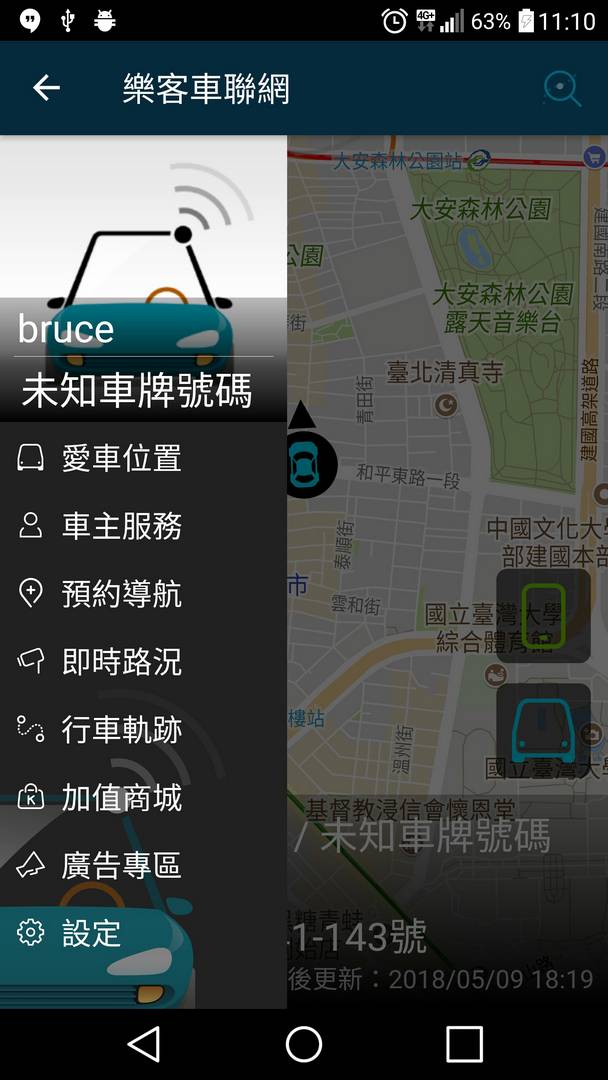 4G+ 63% 11:10
樂客車聯網
bruce
未知車牌號碼
愛車位置
車主服務
預約導航
即時路況
行車軌跡
加值商城
廣告專區
設定
大安森林公園站
大安森林公園
公園
大安森林公園
露天音樂台
建國南路二段
街
臺北清真寺
青田街
建國高架道路
和平東路一段
泰順街
中國文化大學
部建國本部
市
雲和街
國立臺灣大學
綜合體育館
樓站
溫州街
國立臺灣大學
基督教浸信會懷恩堂
/ 未知車牌號碼
黑糖青蛙
創始店
-1-143號
後更新：2018/05/09 18:19